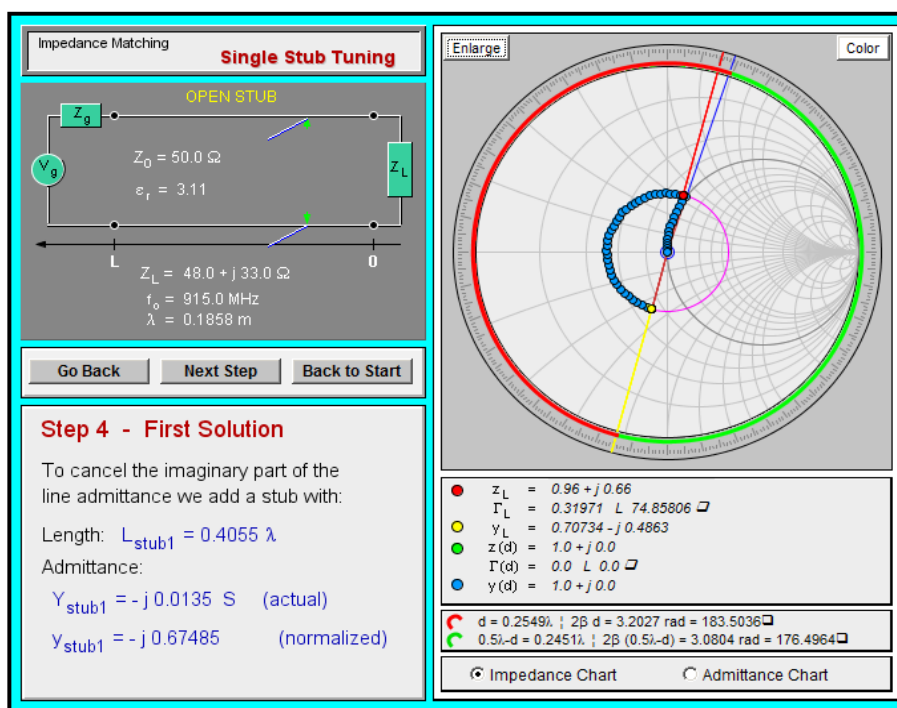 Impedance Matching
Single Stub Tuning
OPEN STUB
Zg
Z0 = 50.0 Ω
Vg
ZL
εr = 3.11
L
0
ZL = 48.0 + j 33.0 Ω
fo = 915.0 MHz
λ = 0.1858 m
Go Back
Next Step
Back to Start
Step 4 - First Solution
To cancel the imaginary part of the
line admittance we add a stub with:
Length: Lstub1 = 0.4055 λ
Admittance:
Ystub1 = - j 0.0135 S (actual)
ystub1 = - j 0.67485 (normalized)
Enlarge
Color
zL = 0.96 + j 0.66
ΓL = 0.31971 L 74.85806
yL = 0.70734 - j 0.4863
z(d) = 1.0 + j 0.0
Γ(d) = 0.0 L 0.0
y(d) = 1.0 + j 0.0
d = 0.2549λ ¦ 2β d = 3.2027 rad = 183.5036
0.5λ-d = 0.2451λ ¦ 2β (0.5λ-d) = 3.0804 rad = 176.4964
Impedance Chart
Admittance Chart